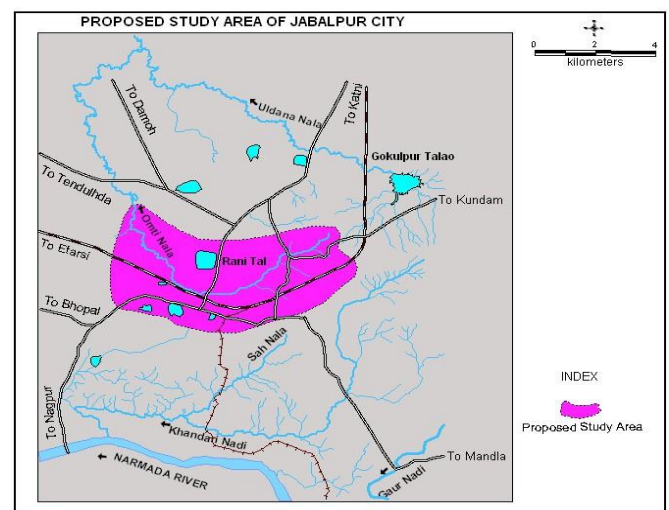 PROPOSED STUDY AREA OF JABALPUR CITY
0 2 4
kilometers
To Damoh
Uldana Nala
To Katni
Gokulpur Talao
To Tendulhda
To Kundam
Omti Nala
To Etarsi
Rani Tal
To Bhopal
Sah Nala
INDEX
Proposed Study Area
To Nagpur
Khandari Nadi
NARMADA RIVER
To Mandla
Gaur Nadi